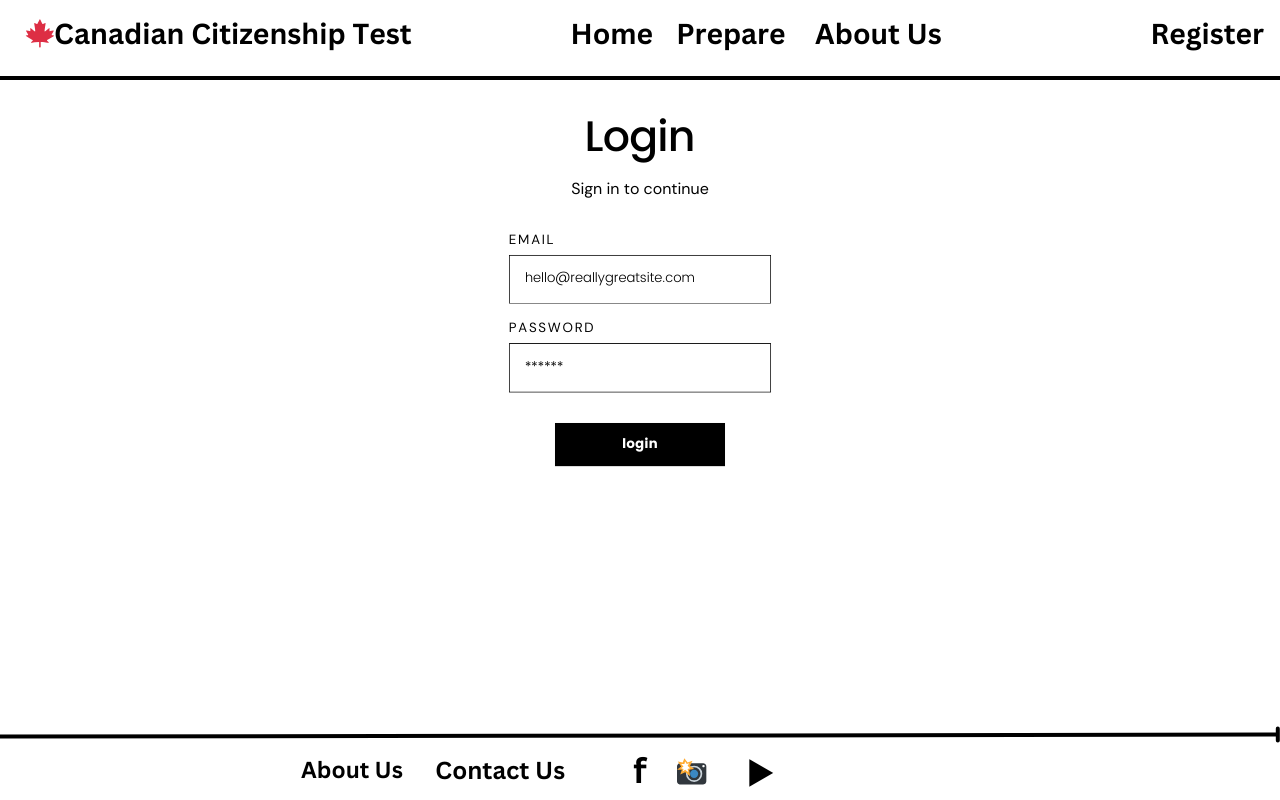 Canadian Citizenship Test Home Prepare About Us Register
Login
Sign in to continue
EMAIL
hello@reallygreatsite.com
PASSWORD
******
login
About Us Contact Us f